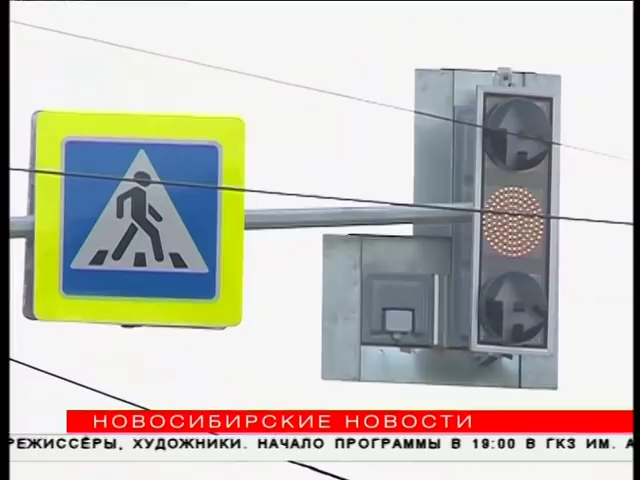 НОВОСИБИРСКИЕ НОВОСТИ
РЕЖИССЁРЫ, ХУДОЖНИКИ. НАЧАЛО ПРОГРАММЫ В 19:00 В ГКЗ ИМ. А